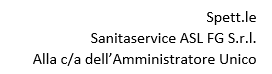 Spett.le
Sanitaservice ASL FG S.r.l.
Alla c/a dell’Amministratore Unico